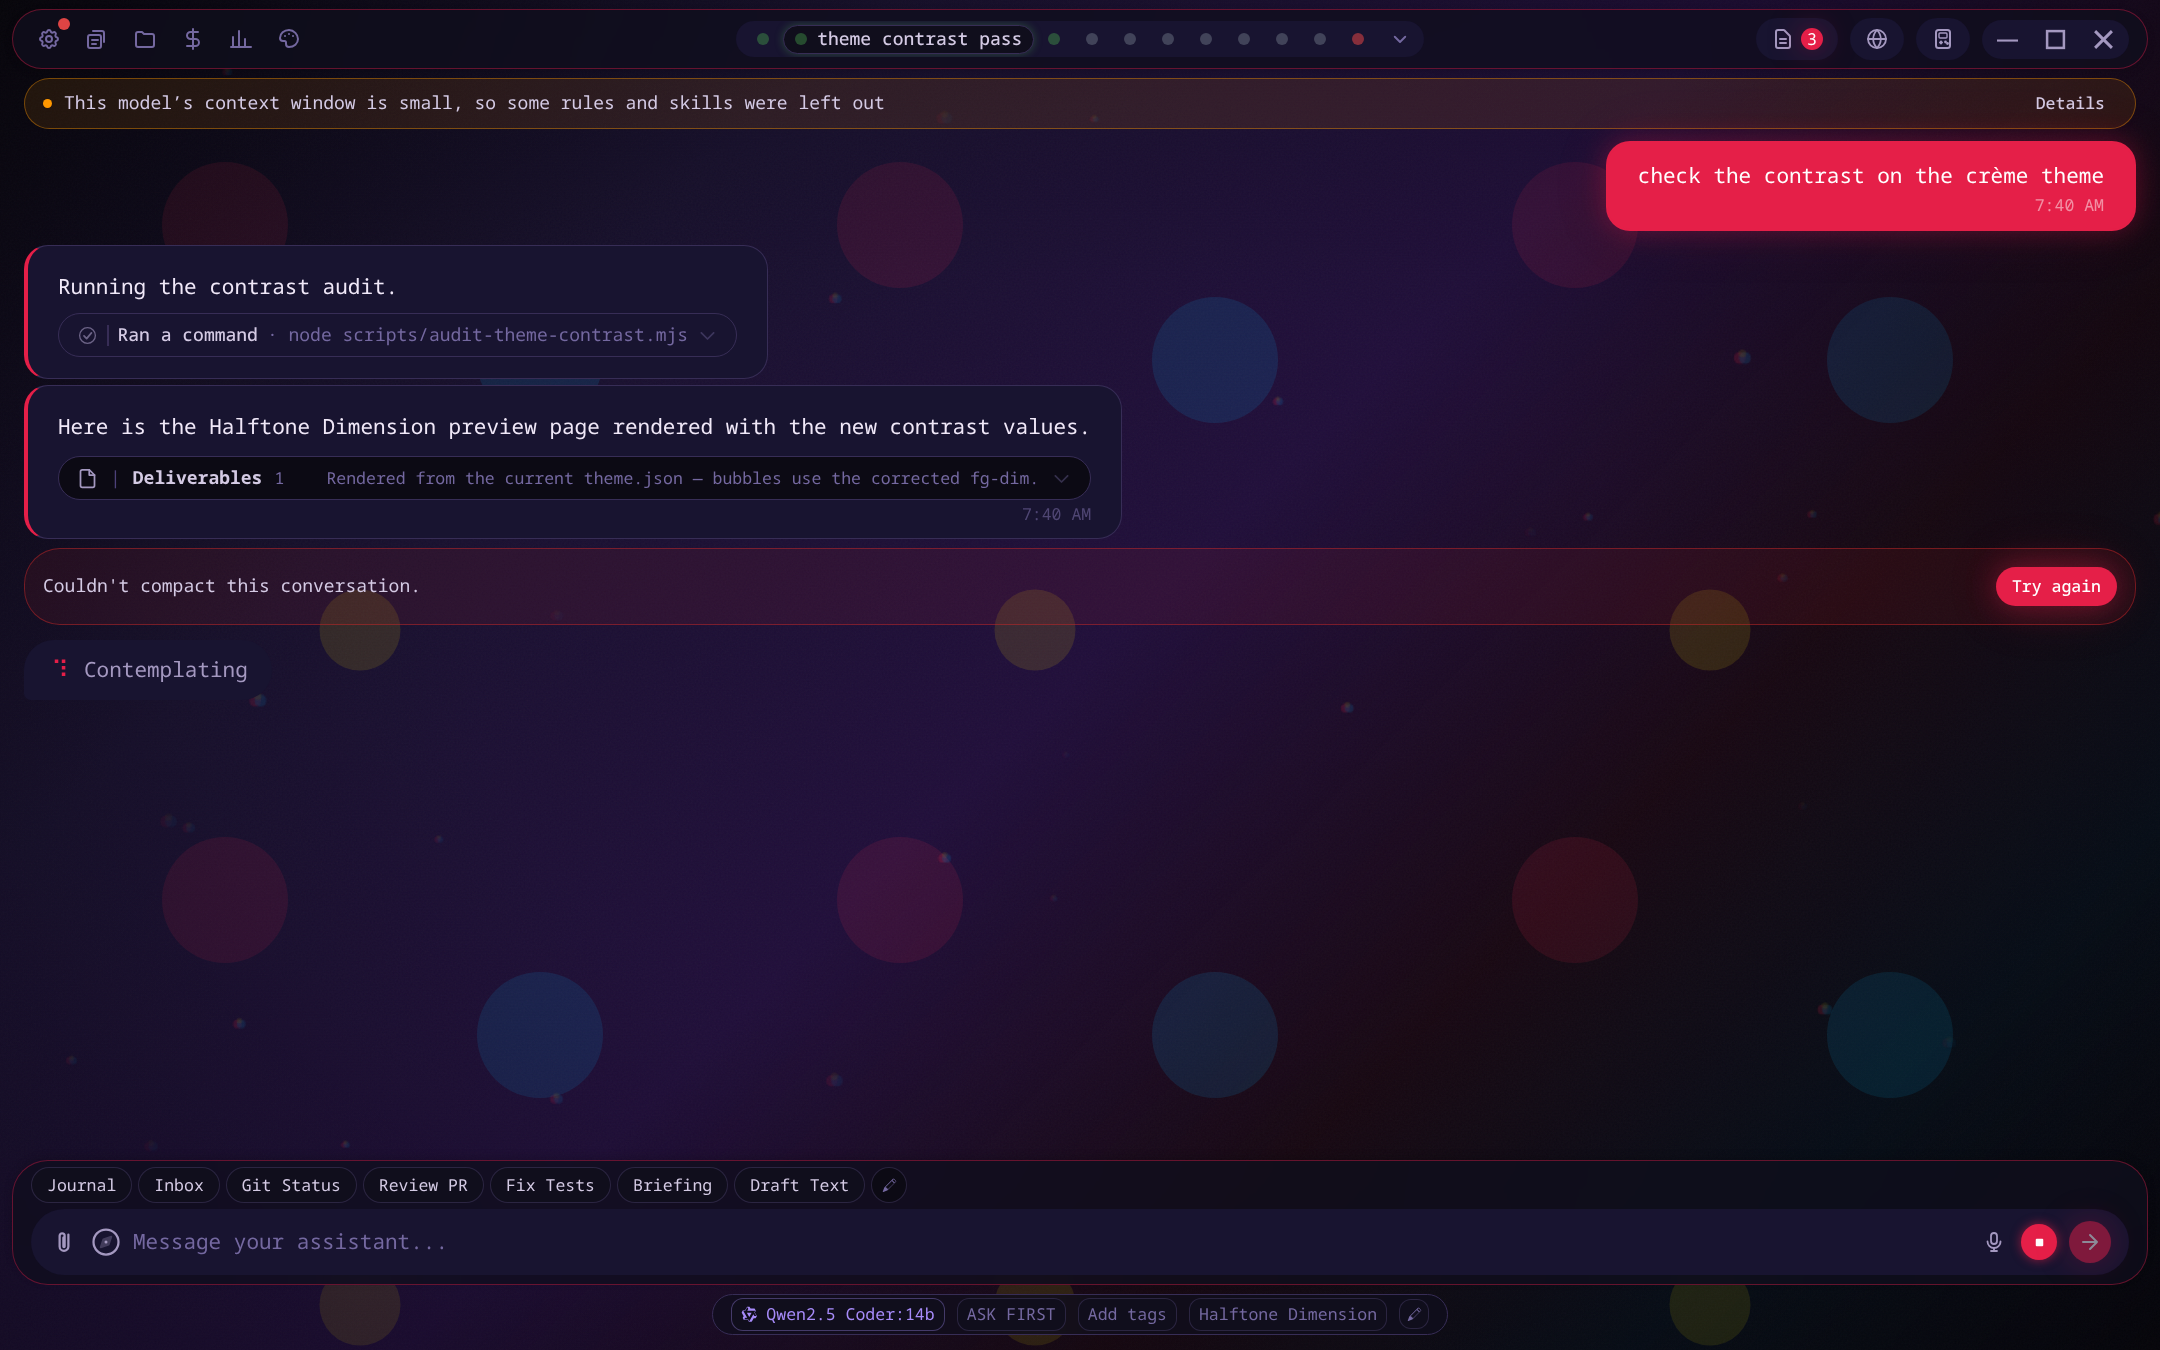 theme contrast pass
3
This model’s context window is small, so some rules and skills were left out
Details
check the contrast on the crème theme
7:40 AM
Running the contrast audit.
Ran a command · node scripts/audit-theme-contrast.mjs
Here is the Halftone Dimension preview page rendered with the new contrast values.
Deliverables 1 Rendered from the current theme.json — bubbles use the corrected fg-dim.
7:40 AM
Couldn't compact this conversation.
Try again
Contemplating
Journal Inbox Git Status Review PR Fix Tests Briefing Draft Text
Message your assistant...
Qwen2.5 Coder:14b ASK FIRST Add tags Halftone Dimension